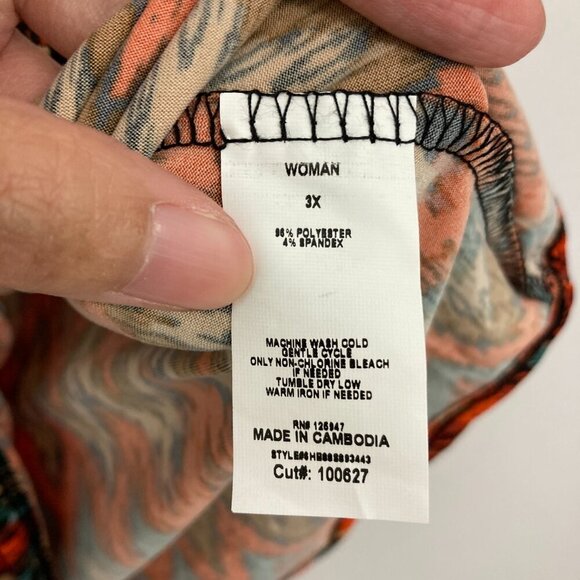 WOMAN
3X
96% POLYESTER
4% SPANDEX
MACHINE WASH COLD
GENTLE CYCLE
ONLY NON-CHLORINE BLEACH
IF NEEDED
TUMBLE DRY LOW
WARM IRON IF NEEDED
RN# 125947
MADE IN CAMBODIA
Cut#: 100627